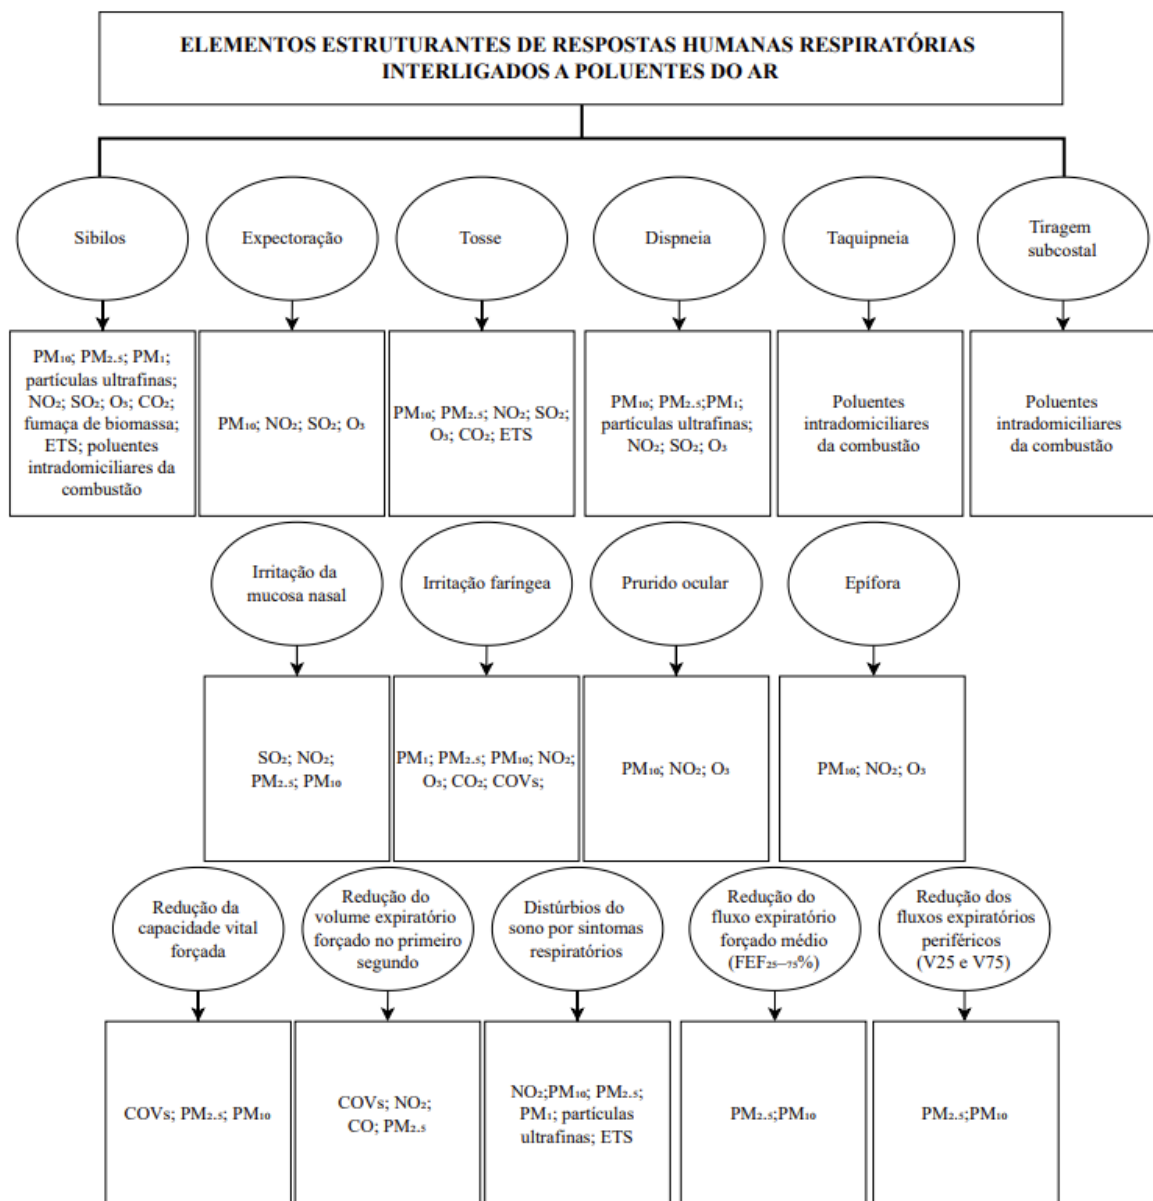 ELEMENTOS ESTRUTURANTES DE RESPOSTAS HUMANAS RESPIRATÓRIAS
INTERLIGADOS A POLUENTES DO AR
Sibilos
Expectoração
Tosse
Dispneia
Taquipneia
Tiragem
subcostal
PM₁₀; PM₂.₅; PM₁;
partículas ultrafinas;
NO₂; SO₂; O₃; CO₂;
fumaça de biomassa;
ETS; poluentes
intradomiciliares da
combustão
PM₁₀; NO₂; SO₂; O₃
PM₁₀; PM₂.₅; NO₂; SO₂;
O₃; CO₂; ETS
PM₁₀; PM₂.₅;PM₁;
partículas ultrafinas;
NO₂; SO₂; O₃
Poluentes
intradomiciliares
da combustão
Poluentes
intradomiciliares
da combustão
Irritação da
mucosa nasal
Irritação faríngea
Prurido ocular
Epífora
SO₂; NO₂;
PM₂.₅; PM₁₀
PM₁; PM₂.₅; PM₁₀; NO₂;
O₃; CO₂; COVs;
PM₁₀; NO₂; O₃
PM₁₀; NO₂; O₃
Redução da
capacidade vital
forçada
Redução do
volume expiratório
forçado no primeiro
segundo
Distúrbios do
sono por sintomas
respiratórios
Redução do
fluxo expiratório
forçado médio
(FEF₂₅–₇₅%)
Redução dos
fluxos expiratórios
periféricos
(V25 e V75)
COVs; PM₂.₅; PM₁₀
COVs; NO₂;
CO; PM₂.₅
NO₂;PM₁₀; PM₂.₅;
PM₁; partículas
ultrafinas; ETS
PM₂.₅;PM₁₀
PM₂.₅;PM₁₀